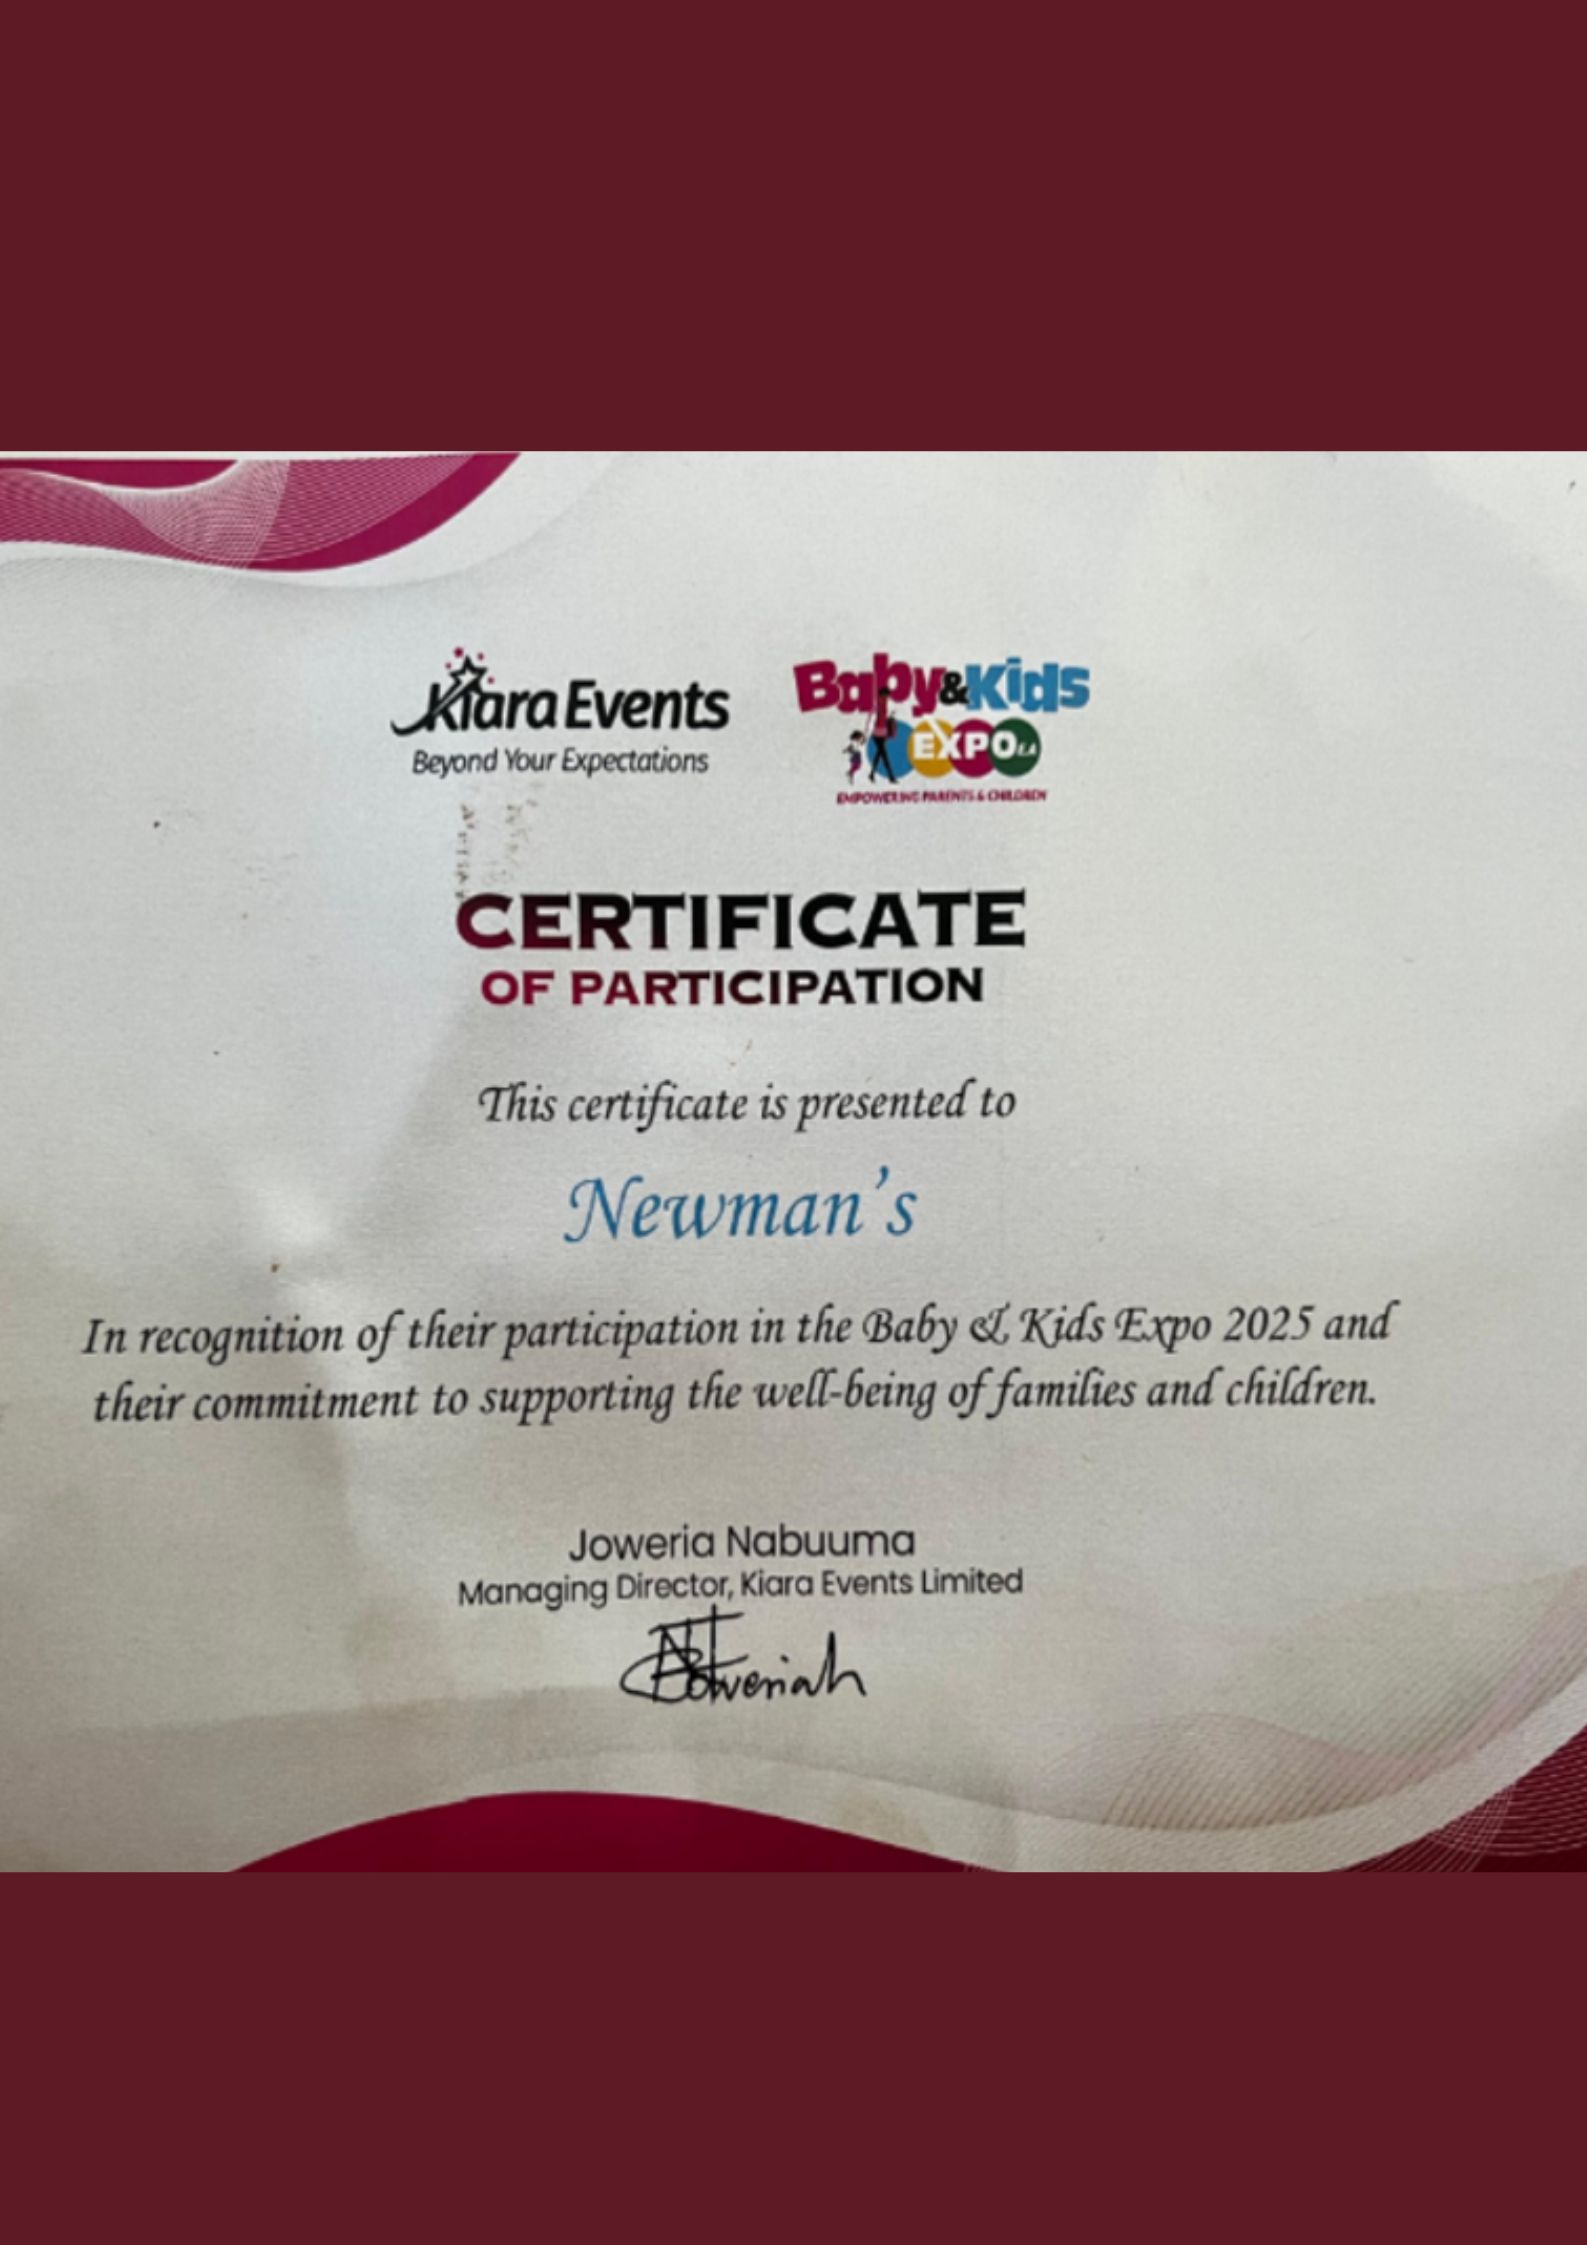 Kiara Events
Beyond Your Expectations
Baby & Kids
EXPO E.A
EMPOWERING PARENTS & CHILDREN
CERTIFICATE
OF PARTICIPATION
This certificate is presented to
Newman's
In recognition of their participation in the Baby & Kids Expo 2025 and
their commitment to supporting the well-being of families and children.
Joweria Nabuuma
Managing Director, Kiara Events Limited